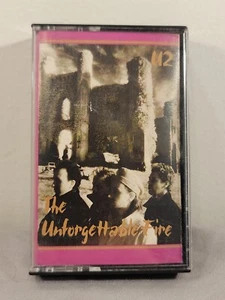 U2
The
Unforgettable Fire